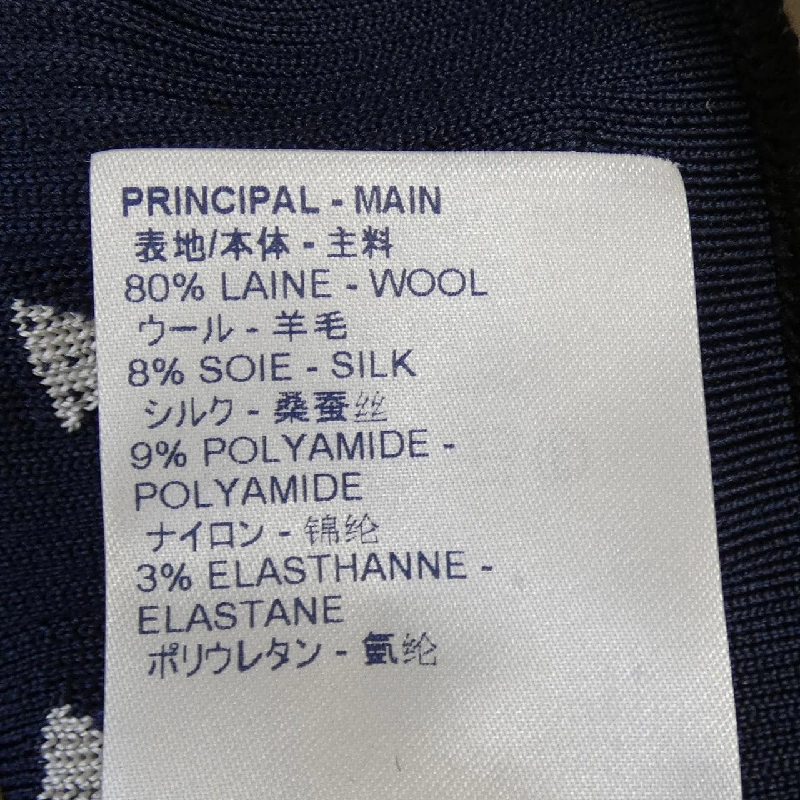 PRINCIPAL - MAIN
表地/本体 - 主料
80% LAINE - WOOL
ウール - 羊毛
8% SOIE - SILK
シルク - 桑蚕丝
9% POLYAMIDE -
POLYAMIDE
ナイロン - 锦纶
3% ELASTHANNE -
ELASTANE
ポリウレタン - 氨纶